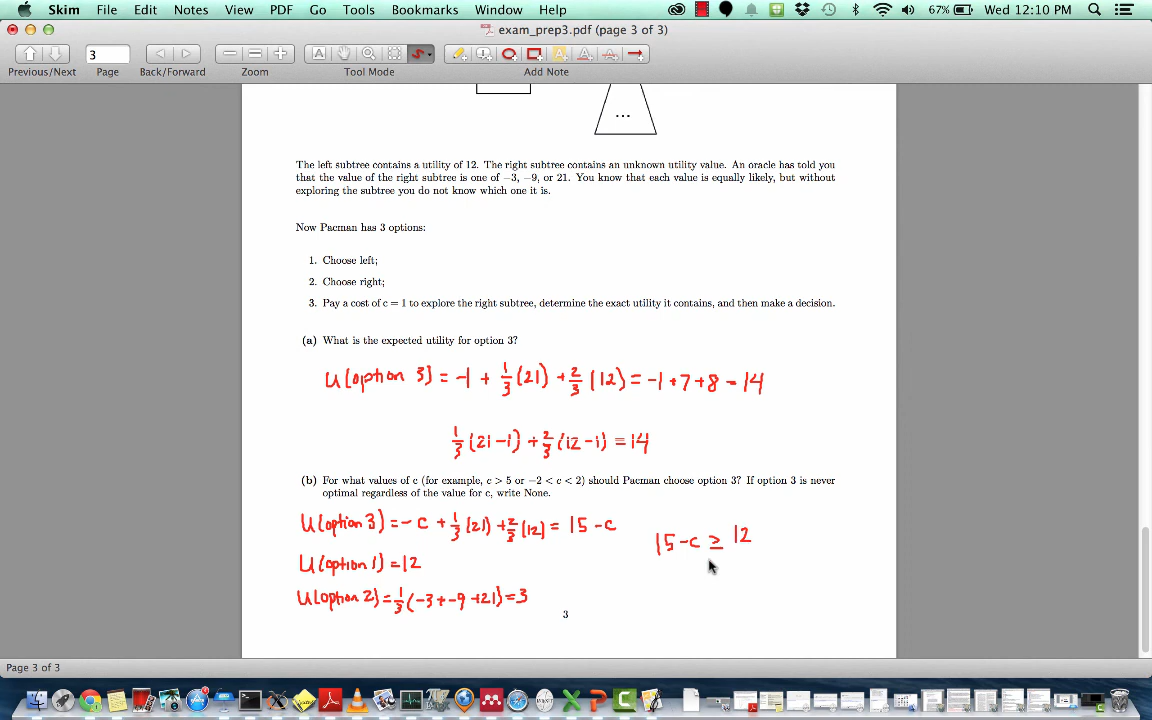 Skim File Edit Notes View PDF Go Tools Bookmarks Window Help 67% Wed 12:10 PM
exam_prep3.pdf (page 3 of 3)
3
Previous/Next Page Back/Forward Zoom Tool Mode Add Note
...
The left subtree contains a utility of 12. The right subtree contains an unknown utility value. An oracle has told you
that the value of the right subtree is one of −3, −9, or 21. You know that each value is equally likely, but without
exploring the subtree you do not know which one it is.
Now Pacman has 3 options:
1. Choose left;
2. Choose right;
3. Pay a cost of c = 1 to explore the right subtree, determine the exact utility it contains, and then make a decision.
(a) What is the expected utility for option 3?
U(option 3) = -1 + 1/3 (21) + 2/3 (12) = -1 + 7 + 8 = 14
1/3 (21-1) + 2/3 (12-1) = 14
(b) For what values of c (for example, c > 5 or −2 < c < 2) should Pacman choose option 3? If option 3 is never
optimal regardless of the value for c, write None.
U(option 3) = -c + 1/3 (21) + 2/3 (12) = 15 - c
15 - c ≥ 12
U(option 1) = 12
U(option 2) = 1/3 (-3 + -9 + 21) = 3
3
Page 3 of 3